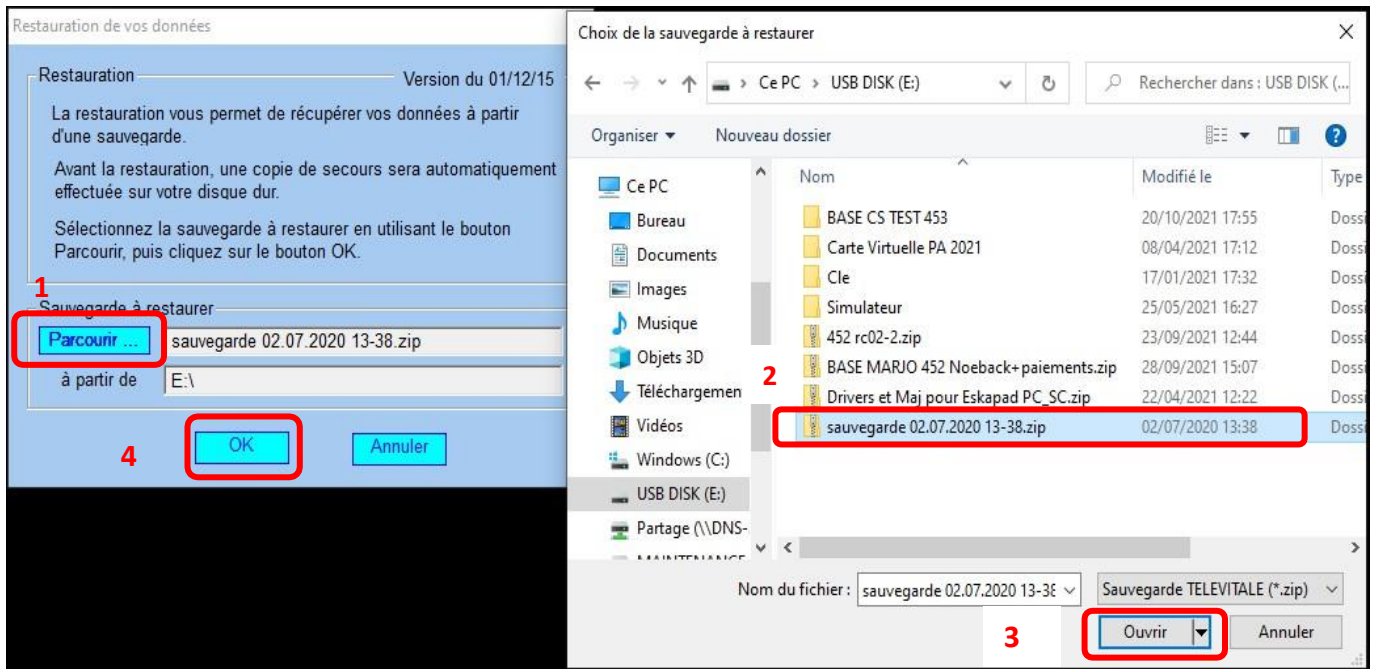 Restauration de vos données
Restauration
Version du 01/12/15
La restauration vous permet de récupérer vos données à partir
d'une sauvegarde.
Avant la restauration, une copie de secours sera automatiquement
effectuée sur votre disque dur.
Sélectionnez la sauvegarde à restaurer en utilisant le bouton
Parcourir, puis cliquez sur le bouton OK.
1
Sauvegarde à restaurer
Parcourir ...
sauvegarde 02.07.2020 13-38.zip
à partir de
E:\
4
OK
Annuler
Choix de la sauvegarde à restaurer
Ce PC > USB DISK (E:)
Rechercher dans : USB DISK (...
Organiser
Nouveau dossier
Ce PC
Bureau
Documents
Images
Musique
Objets 3D
Téléchargemen
Vidéos
Windows (C:)
USB DISK (E:)
Partage (\\DNS-
MAINTENANCE
2
Nom Modifié le Type
BASE CS TEST 453 20/10/2021 17:55 Dossi
Carte Virtuelle PA 2021 08/04/2021 17:12 Dossi
Cle 17/01/2021 17:32 Dossi
Simulateur 25/05/2021 16:27 Dossi
452 rc02-2.zip 23/09/2021 12:44 Dossi
BASE MARJO 452 Noeback+paiements.zip 28/09/2021 15:07 Dossi
Drivers et Maj pour Eskapad PC_SC.zip 22/04/2021 12:22 Dossi
sauvegarde 02.07.2020 13-38.zip 02/07/2020 13:38 Dossi
Nom du fichier : sauvegarde 02.07.2020 13-38
Sauvegarde TELEVITALE (*.zip)
3
Ouvrir
Annuler